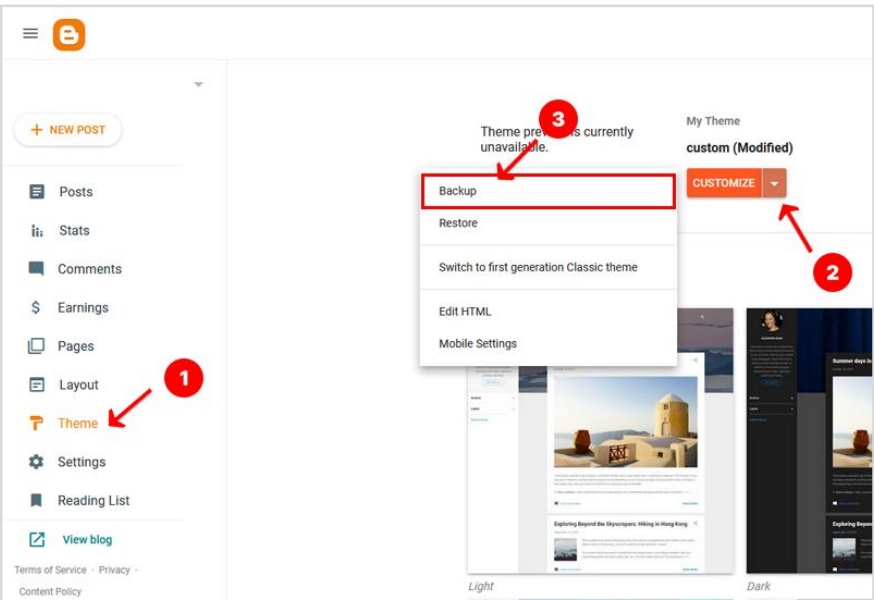 + NEW POST
Posts
Stats
Comments
$ Earnings
Pages
Layout
Theme
Settings
Reading List
View blog
Terms of Service · Privacy ·
Content Policy
1
Theme is currently
unavailable.
3
My Theme
custom (Modified)
CUSTOMIZE
2
Backup
Restore
Switch to first generation Classic theme
Edit HTML
Mobile Settings
Exploring Beyond the Skyscrapers: Hiking in Hong Kong
Summer days in
Exploring Beyond
Light
Dark